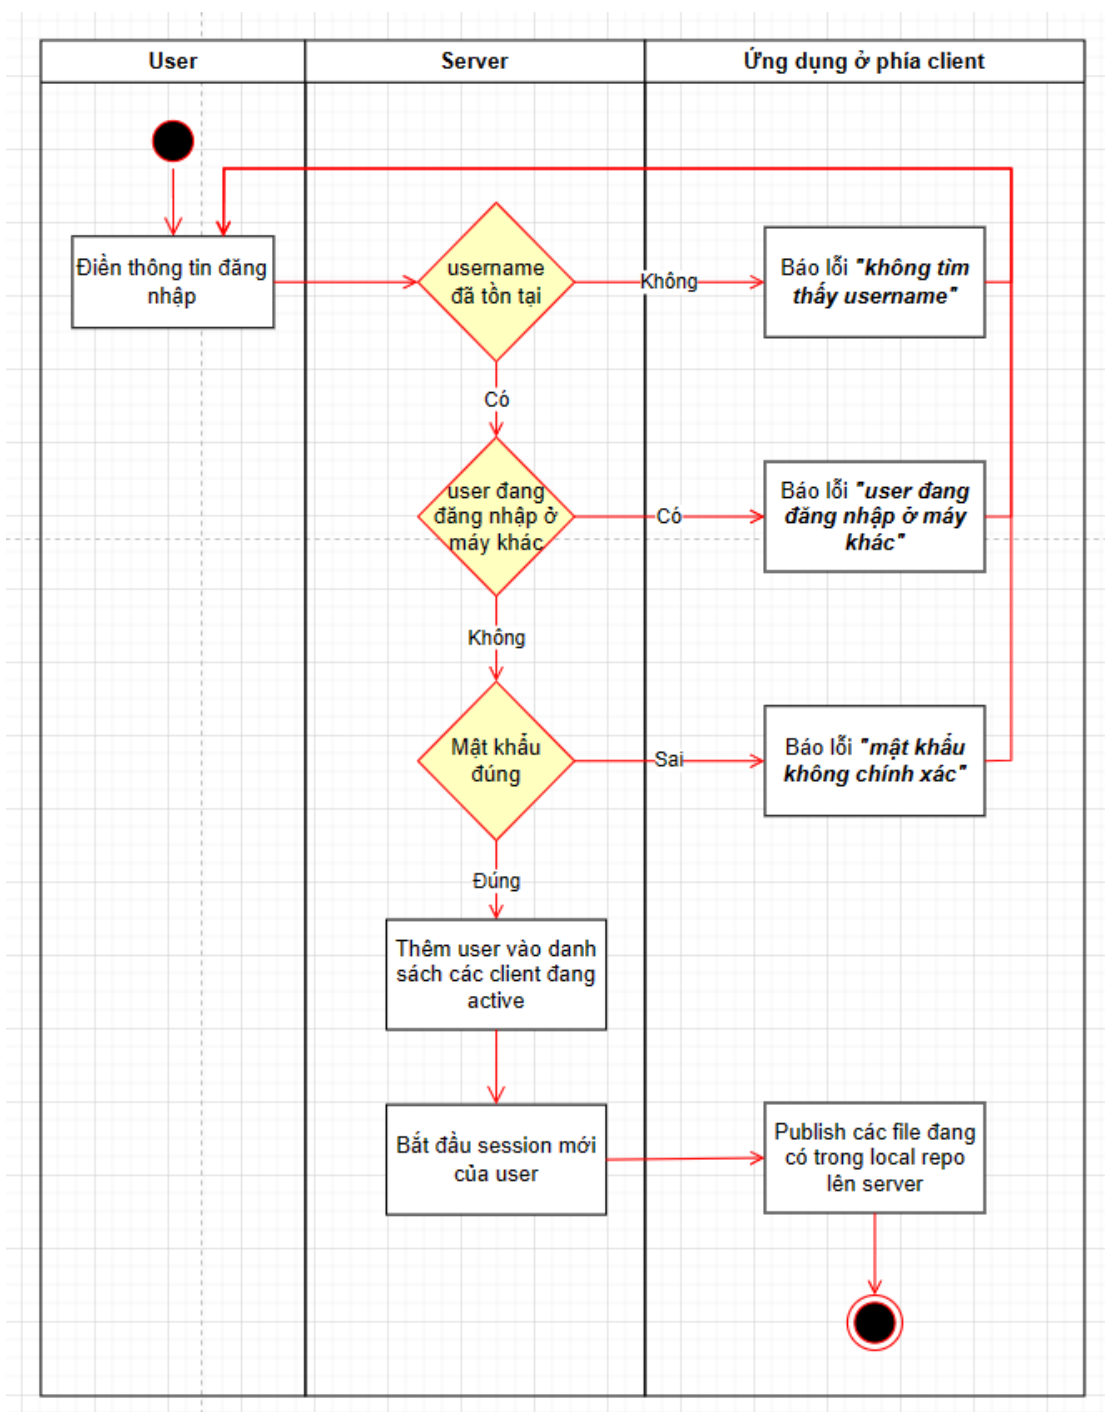 User
Server
Ứng dụng ở phía client
Điền thông tin đăng
nhập
username
đã tồn tại
Không
Báo lỗi "không tìm
thấy username"
Có
user đang
đăng nhập ở
máy khác
Có
Báo lỗi "user đang
đăng nhập ở máy
khác"
Không
Mật khẩu
đúng
Sai
Báo lỗi "mật khẩu
không chính xác"
Đúng
Thêm user vào danh
sách các client đang
active
Bắt đầu session mới
của user
Publish các file đang
có trong local repo
lên server